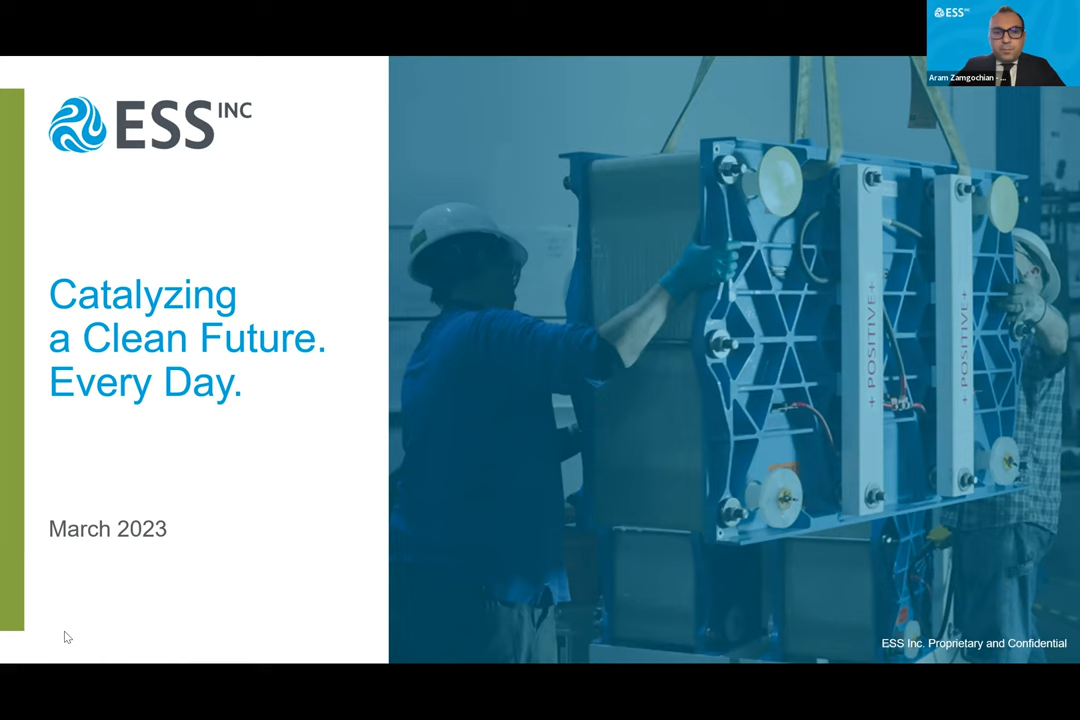 ESS INC
Aram Zamgochian - ...
ESS INC
Catalyzing
a Clean Future.
Every Day.
+ POSITIVE +
+ POSITIVE +
March 2023
ESS Inc. Proprietary and Confidential